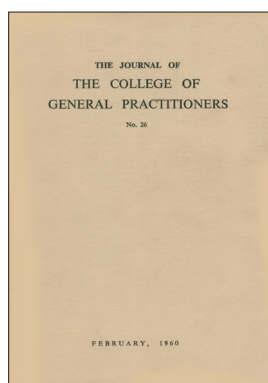 THE JOURNAL OF
THE COLLEGE OF
GENERAL PRACTITIONERS
No. 26
FEBRUARY, 1960